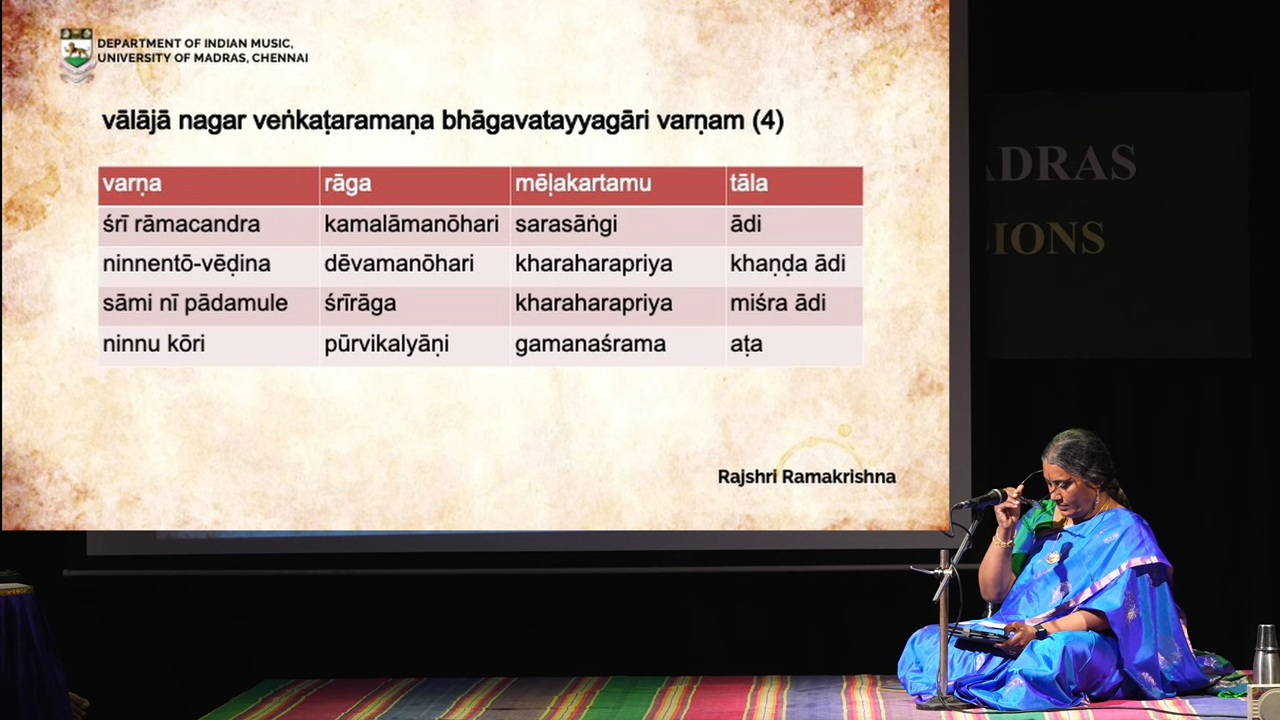 DEPARTMENT OF INDIAN MUSIC,
UNIVERSITY OF MADRAS, CHENNAI
vālājā nagar veṅkaṭaramaṇa bhāgavatayyagāri varṇam (4)
varṇa rāga mēḷakartamu tāla
śrī rāmacandra kamalāmanōhari sarasāṅgi ādi
ninnentō-vēḍina dēvamanōhari kharaharapriya khaṇḍa ādi
sāmi nī pādamule śrīrāga kharaharapriya miśra ādi
ninnu kōri pūrvikalyāṇi gamanaśrama aṭa
Rajshri Ramakrishna
ADRAS
IONS